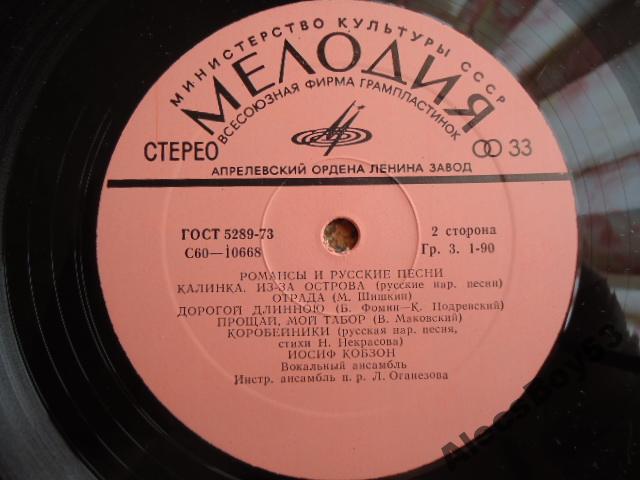 МИНИСТЕРСТВО КУЛЬТУРЫ СССР
МЕЛОДИЯ
ВСЕСОЮЗНАЯ ФИРМА ГРАМПЛАСТИНОК
СТЕРЕО
33
АПРЕЛЕВСКИЙ ОРДЕНА ЛЕНИНА ЗАВОД
ГОСТ 5289-73
2 сторона
С60—10668
Гр. 3. 1-90
РОМАНСЫ И РУССКИЕ ПЕСНИ
КАЛИНКА. ИЗ-ЗА ОСТРОВА (русские нар. песни)
ОТРАДА (М. Шишкин)
ДОРОГОЙ ДЛИННОЮ (Б. Фомин—К. Подревский)
ПРОЩАЙ, МОЙ ТАБОР (В. Маковский)
КОРОБЕЙНИКИ (русская нар. песня,
стихи Н. Некрасова)
ИОСИФ КОБЗОН
Вокальный ансамбль
Инстр. ансамбль п. р. Л. Оганезова
AlecsBoy53